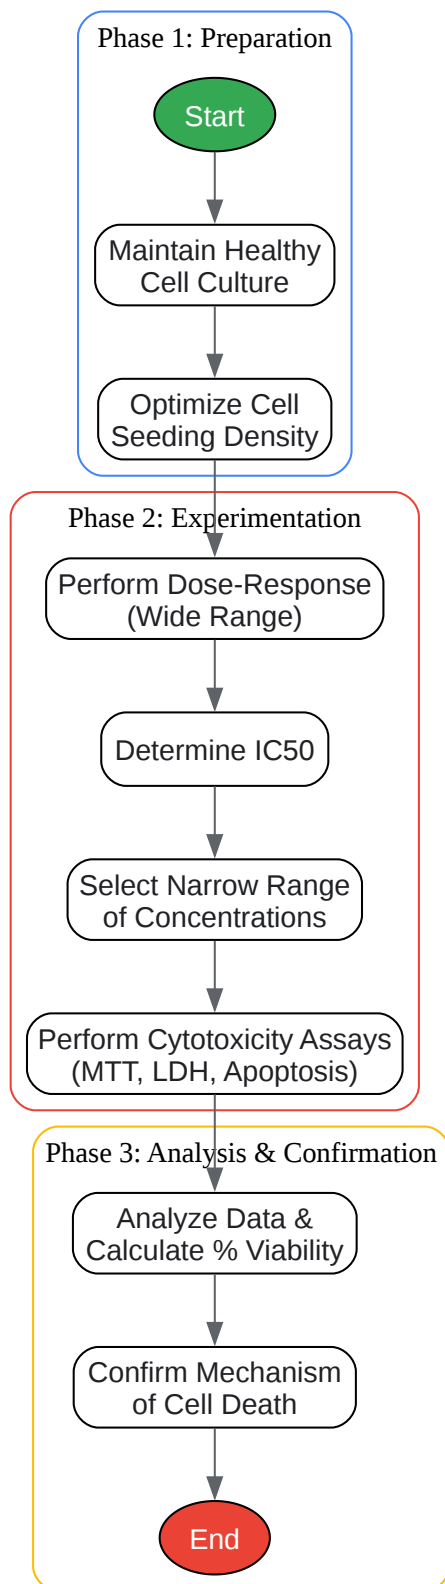 Phase 1: Preparation
Start
Maintain Healthy
Cell Culture
Optimize Cell
Seeding Density
Phase 2: Experimentation
Perform Dose-Response
(Wide Range)
Determine IC50
Select Narrow Range
of Concentrations
Perform Cytotoxicity Assays
(MTT, LDH, Apoptosis)
Phase 3: Analysis & Confirmation
Analyze Data &
Calculate % Viability
Confirm Mechanism
of Cell Death
End